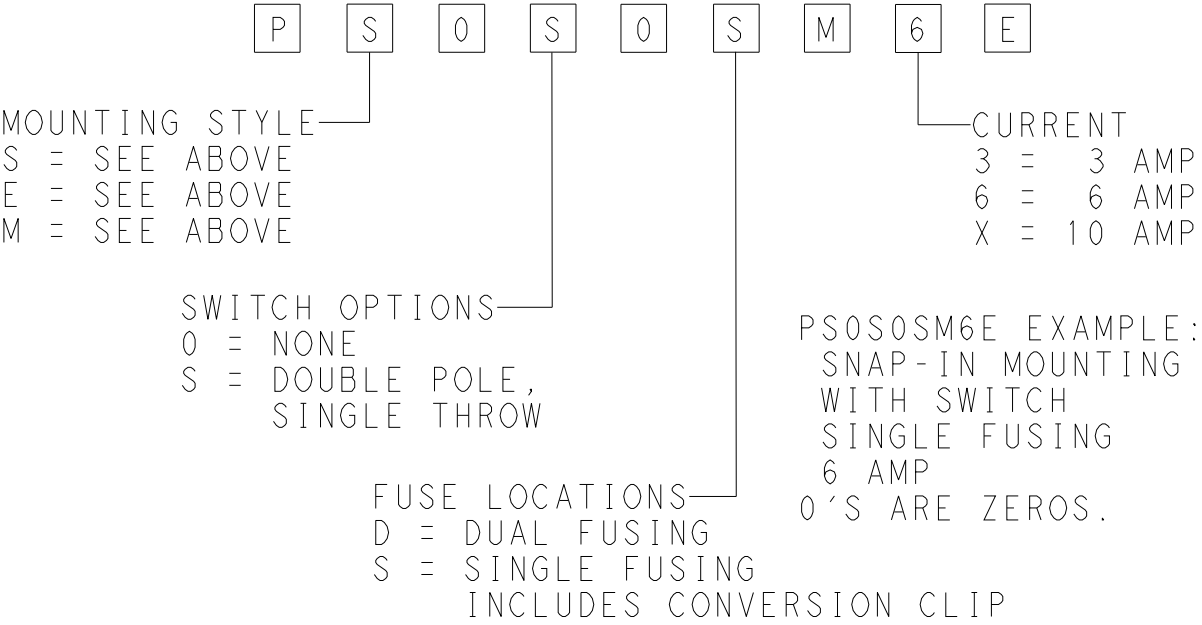 P S 0 S 0 S M 6 E
MOUNTING STYLE
S = SEE ABOVE
E = SEE ABOVE
M = SEE ABOVE
CURRENT
3 = 3 AMP
6 = 6 AMP
X = 10 AMP
SWITCH OPTIONS
0 = NONE
S = DOUBLE POLE,
SINGLE THROW
PS0S0SM6E EXAMPLE:
SNAP-IN MOUNTING
WITH SWITCH
SINGLE FUSING
6 AMP
0'S ARE ZEROS.
FUSE LOCATIONS
D = DUAL FUSING
S = SINGLE FUSING
INCLUDES CONVERSION CLIP